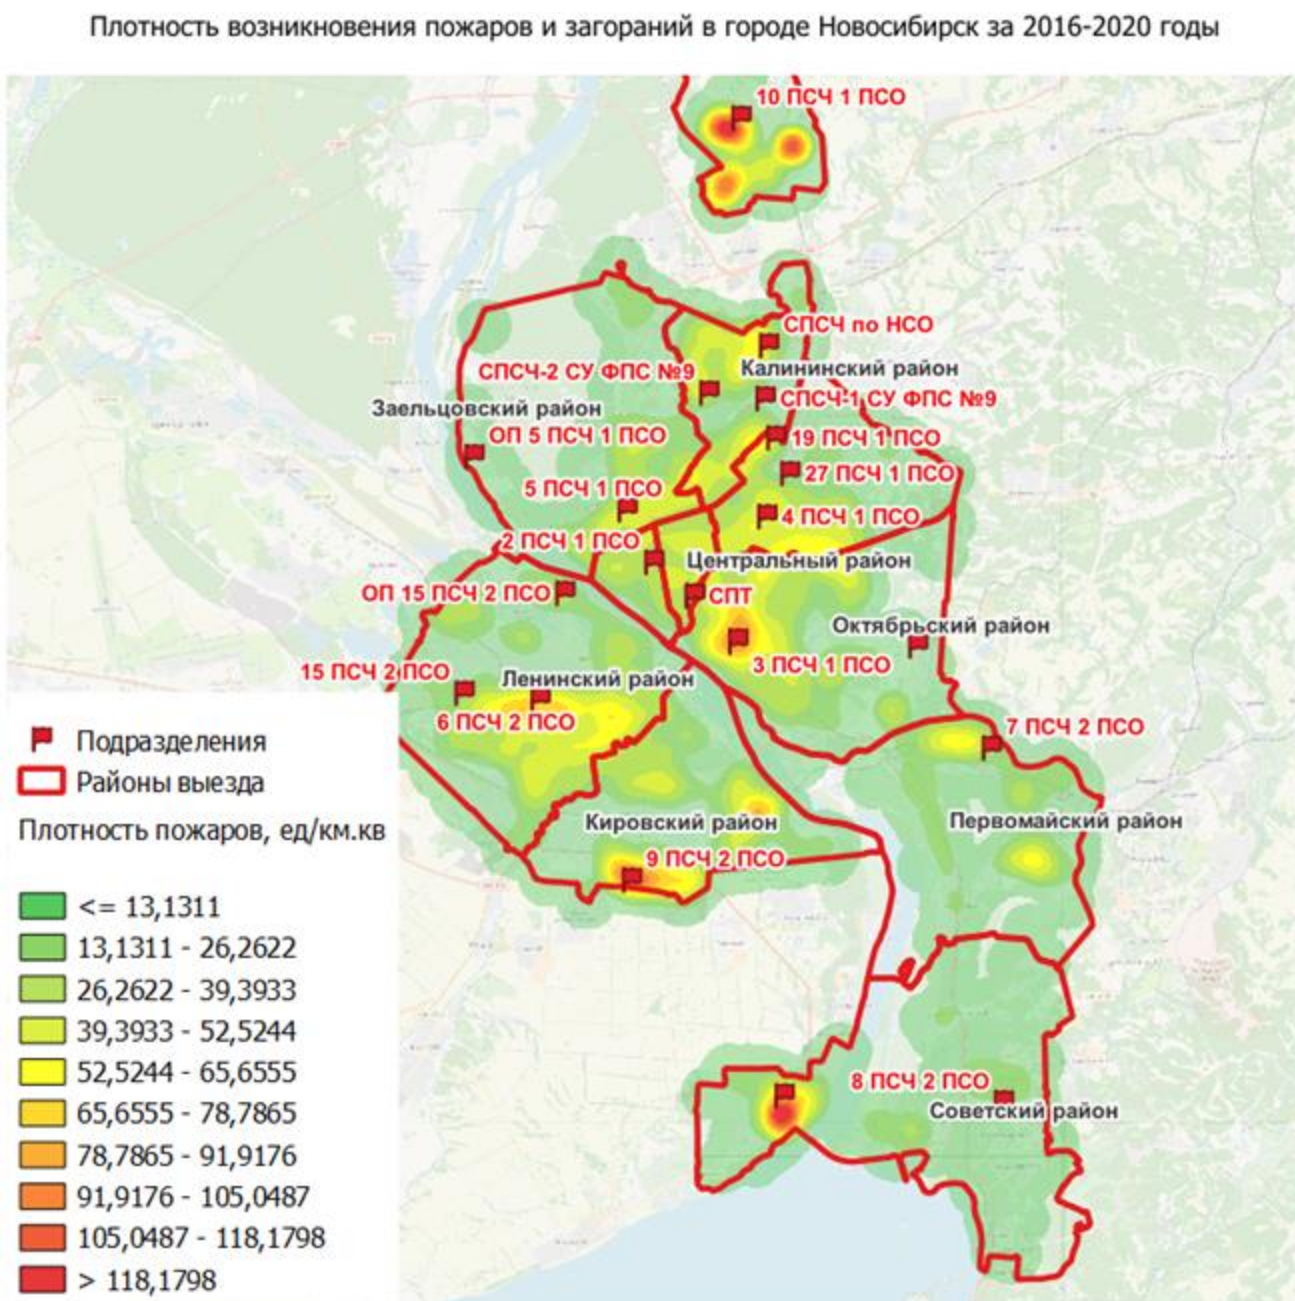 Плотность возникновения пожаров и загораний в городе Новосибирск за 2016-2020 годы
10 ПСЧ 1 ПСО
СПСЧ по НСО
СПСЧ-2 СУ ФПС №9
Калининский район
СПСЧ-1 СУ ФПС №9
Заельцовский район
ОП 5 ПСЧ 1 ПСО
19 ПСЧ 1 ПСО
27 ПСЧ 1 ПСО
5 ПСЧ 1 ПСО
4 ПСЧ 1 ПСО
2 ПСЧ 1 ПСО
Центральный район
ОП 15 ПСЧ 2 ПСО
СПТ
Октябрьский район
3 ПСЧ 1 ПСО
15 ПСЧ 2 ПСО
Ленинский район
6 ПСЧ 2 ПСО
7 ПСЧ 2 ПСО
Кировский район
Первомайский район
9 ПСЧ 2 ПСО
8 ПСЧ 2 ПСО
Советский район
Подразделения
Районы выезда
Плотность пожаров, ед/км.кв
<= 13,1311
13,1311 - 26,2622
26,2622 - 39,3933
39,3933 - 52,5244
52,5244 - 65,6555
65,6555 - 78,7865
78,7865 - 91,9176
91,9176 - 105,0487
105,0487 - 118,1798
> 118,1798